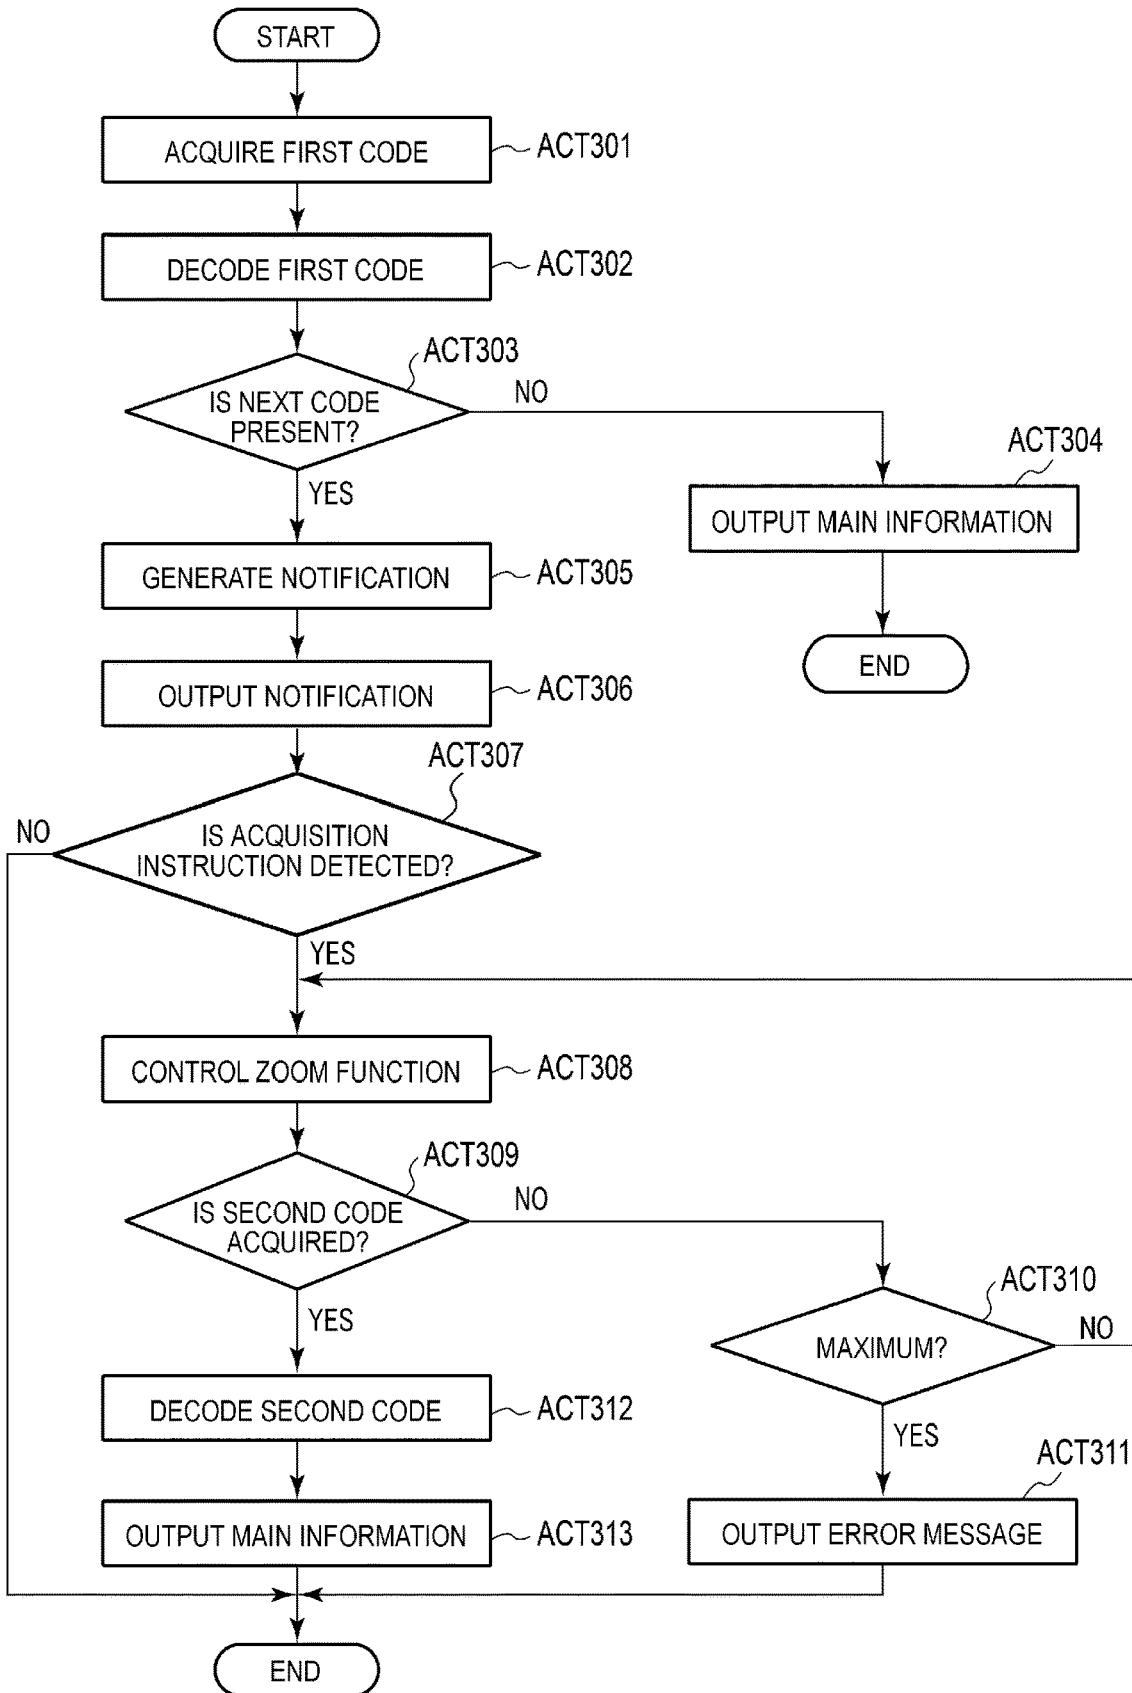 START
ACQUIRE FIRST CODE
ACT301
DECODE FIRST CODE
ACT302
ACT303
IS NEXT CODE
PRESENT?
NO
YES
ACT304
OUTPUT MAIN INFORMATION
END
GENERATE NOTIFICATION
ACT305
OUTPUT NOTIFICATION
ACT306
ACT307
IS ACQUISITION
INSTRUCTION DETECTED?
NO
YES
CONTROL ZOOM FUNCTION
ACT308
ACT309
IS SECOND CODE
ACQUIRED?
NO
YES
ACT310
MAXIMUM?
NO
YES
DECODE SECOND CODE
ACT312
ACT311
OUTPUT ERROR MESSAGE
OUTPUT MAIN INFORMATION
ACT313
END